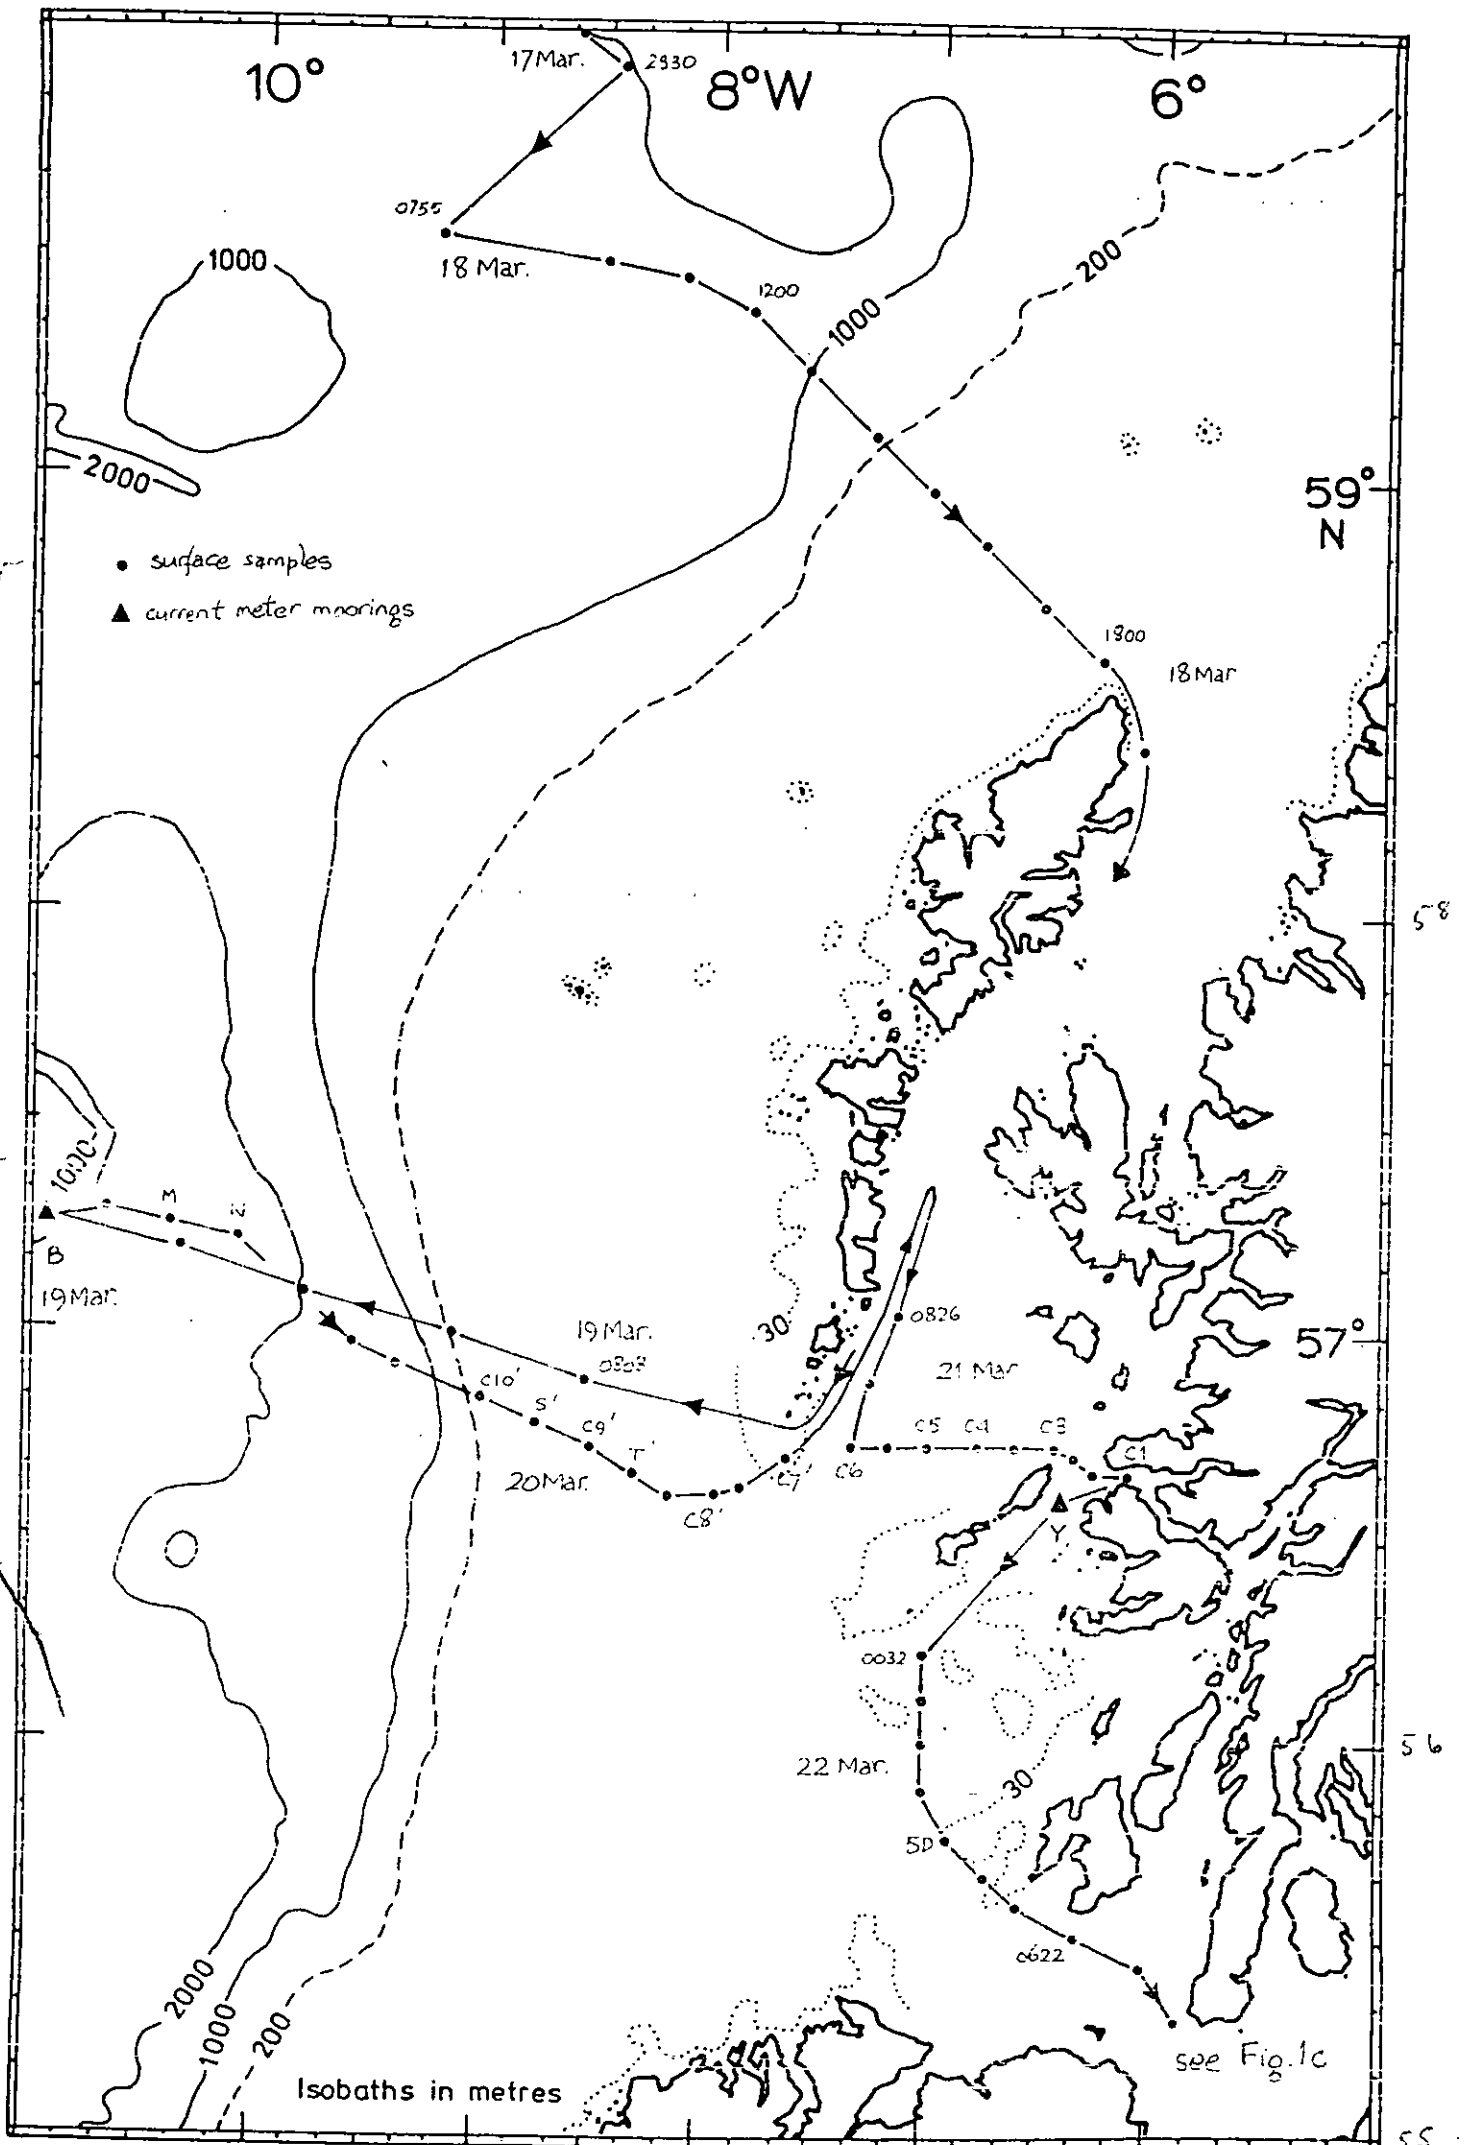 17 Mar.
2330
10°
8°W
6°
0755
18 Mar.
1000
1200
1000
200
2000
59°
N
• surface samples
▲ current meter moorings
1800
18 Mar
58
1000
M
N
B
19 Mar.
19 Mar.
0808
30
0826
57°
21 Mar
C10'
S'
C9'
T'
20 Mar.
C8'
C7'
C6
C5
C4
C3
C1
Y
0032
22 Mar.
56
30
5D
0622
2000
1000
200
see Fig. 1c
Isobaths in metres
55